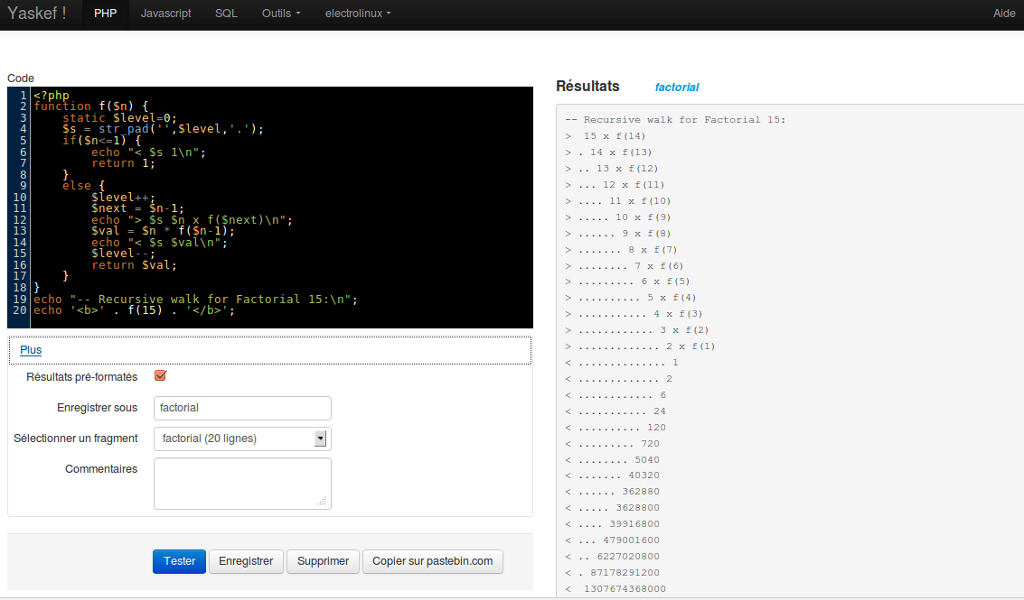 Yaskef ! PHP Javascript SQL Outils electrolinux Aide
Code
1 <?php
2 function f($n) {
3 static $level=0;
4 $s = str_pad('',$level,'.');
5 if($n<=1) {
6 echo "< $s 1\n";
7 return 1;
8 }
9 else {
10 $level++;
11 $next = $n-1;
12 echo "> $s $n x f($next)\n";
13 $val = $n * f($n-1);
14 echo "< $s $val\n";
15 $level--;
16 return $val;
17 }
18 }
19 echo "-- Recursive walk for Factorial 15:\n";
20 echo '<b>' . f(15) . '</b>';
Plus
Résultats pré-formatés
Enregistrer sous factorial
Sélectionner un fragment factorial (20 lignes)
Commentaires
Tester Enregistrer Supprimer Copier sur pastebin.com
Résultats factorial
-- Recursive walk for Factorial 15:
>  15 x f(14)
> . 14 x f(13)
> .. 13 x f(12)
> ... 12 x f(11)
> .... 11 x f(10)
> ..... 10 x f(9)
> ...... 9 x f(8)
> ....... 8 x f(7)
> ........ 7 x f(6)
> ......... 6 x f(5)
> .......... 5 x f(4)
> ........... 4 x f(3)
> ............ 3 x f(2)
> ............. 2 x f(1)
< .............. 1
< ............. 2
< ............ 6
< ........... 24
< .......... 120
< ......... 720
< ........ 5040
< ....... 40320
< ...... 362880
< ..... 3628800
< .... 39916800
< ... 479001600
< .. 6227020800
< . 87178291200
<  1307674368000